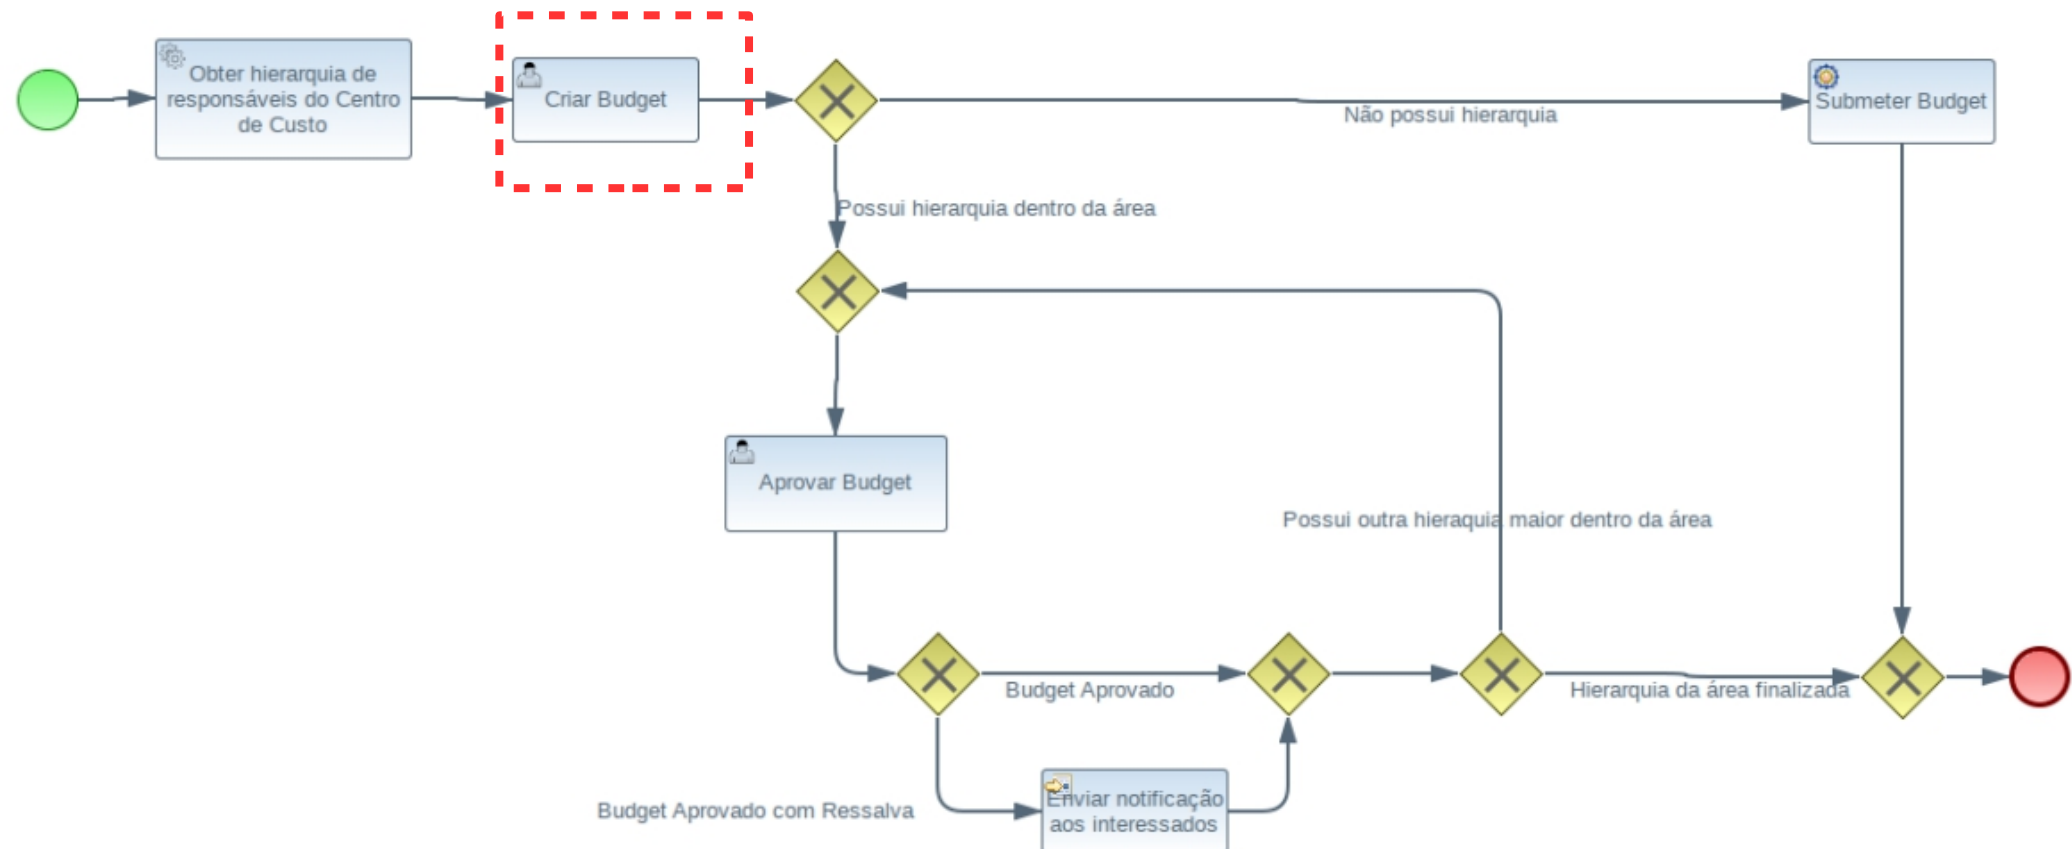 Obter hierarquia de
responsáveis do Centro
de Custo
Criar Budget
Não possui hierarquia
Submeter Budget
Possui hierarquia dentro da área
Aprovar Budget
Possui outra hieraquia maior dentro da área
Budget Aprovado
Hierarquia da área finalizada
Budget Aprovado com Ressalva
Enviar notificação
aos interessados